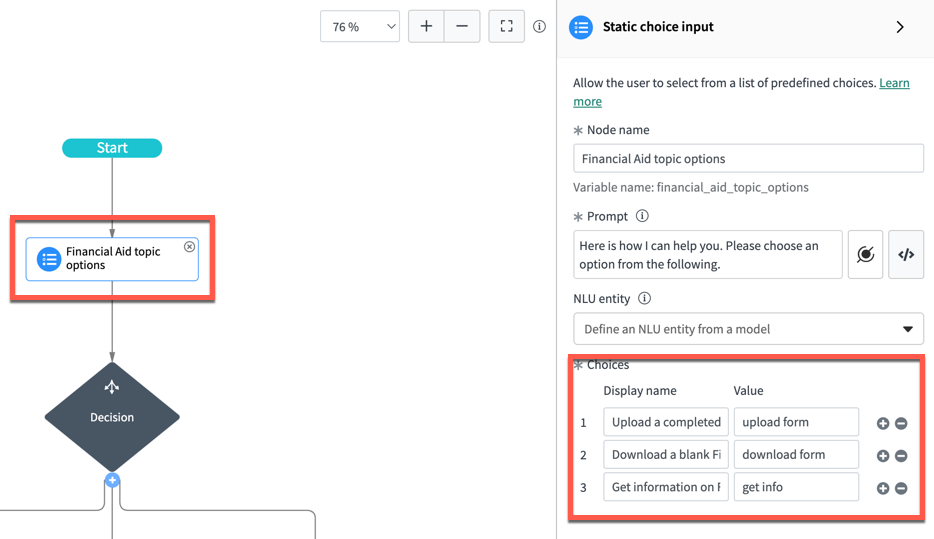 76 %
Start
Financial Aid topic
options
Decision
Static choice input
Allow the user to select from a list of predefined choices. Learn
more
* Node name
Financial Aid topic options
Variable name: financial_aid_topic_options
* Prompt
Here is how I can help you. Please choose an
option from the following.
</>
NLU entity
Define an NLU entity from a model
* Choices
Display name Value
1 Upload a completed upload form
2 Download a blank Fi download form
3 Get information on F get info